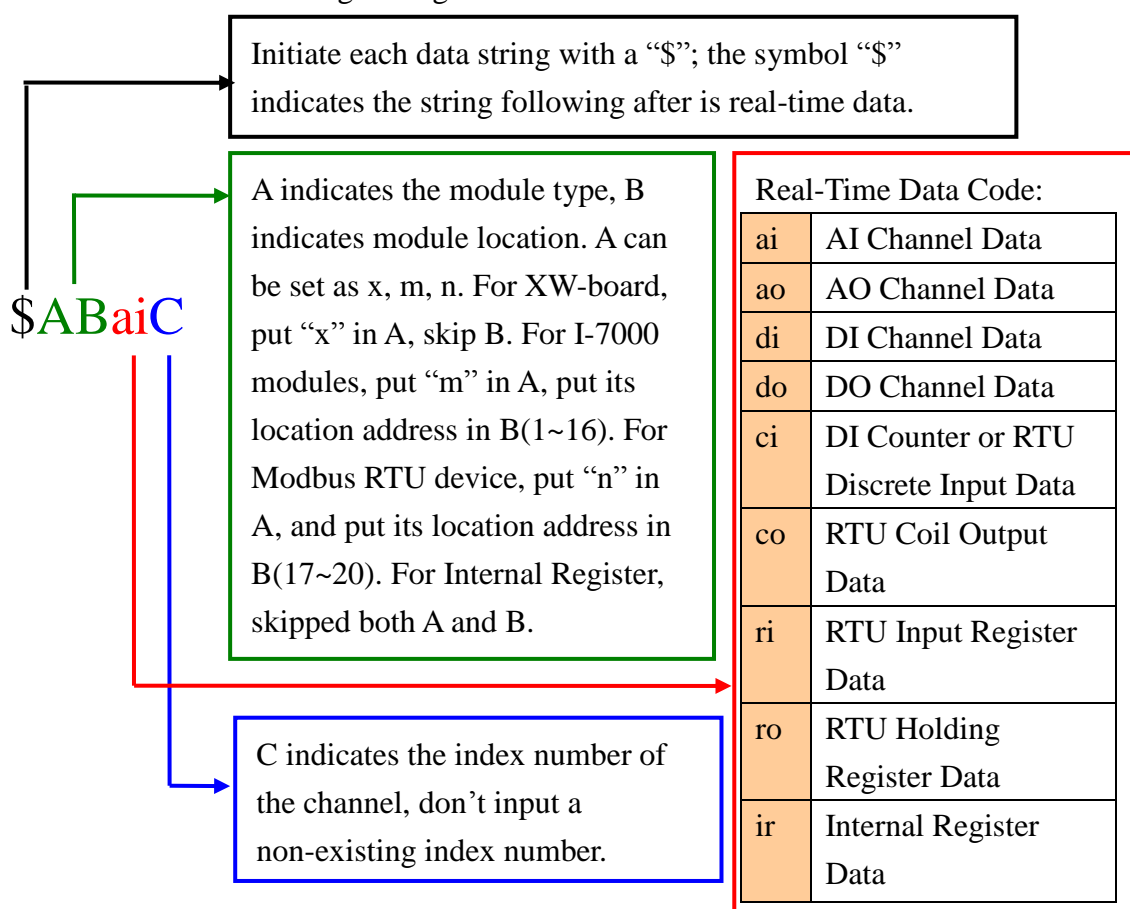 Initiate each data string with a “$”; the symbol “$”
indicates the string following after is real-time data.
$ABaiC
A indicates the module type, B
indicates module location. A can
be set as x, m, n. For XW-board,
put “x” in A, skip B. For I-7000
modules, put “m” in A, put its
location address in B(1~16). For
Modbus RTU device, put “n” in
A, and put its location address in
B(17~20). For Internal Register,
skipped both A and B.
C indicates the index number of
the channel, don’t input a
non-existing index number.
Real-Time Data Code:
ai AI Channel Data
ao AO Channel Data
di DI Channel Data
do DO Channel Data
ci DI Counter or RTU
Discrete Input Data
co RTU Coil Output
Data
ri RTU Input Register
Data
ro RTU Holding
Register Data
ir Internal Register
Data